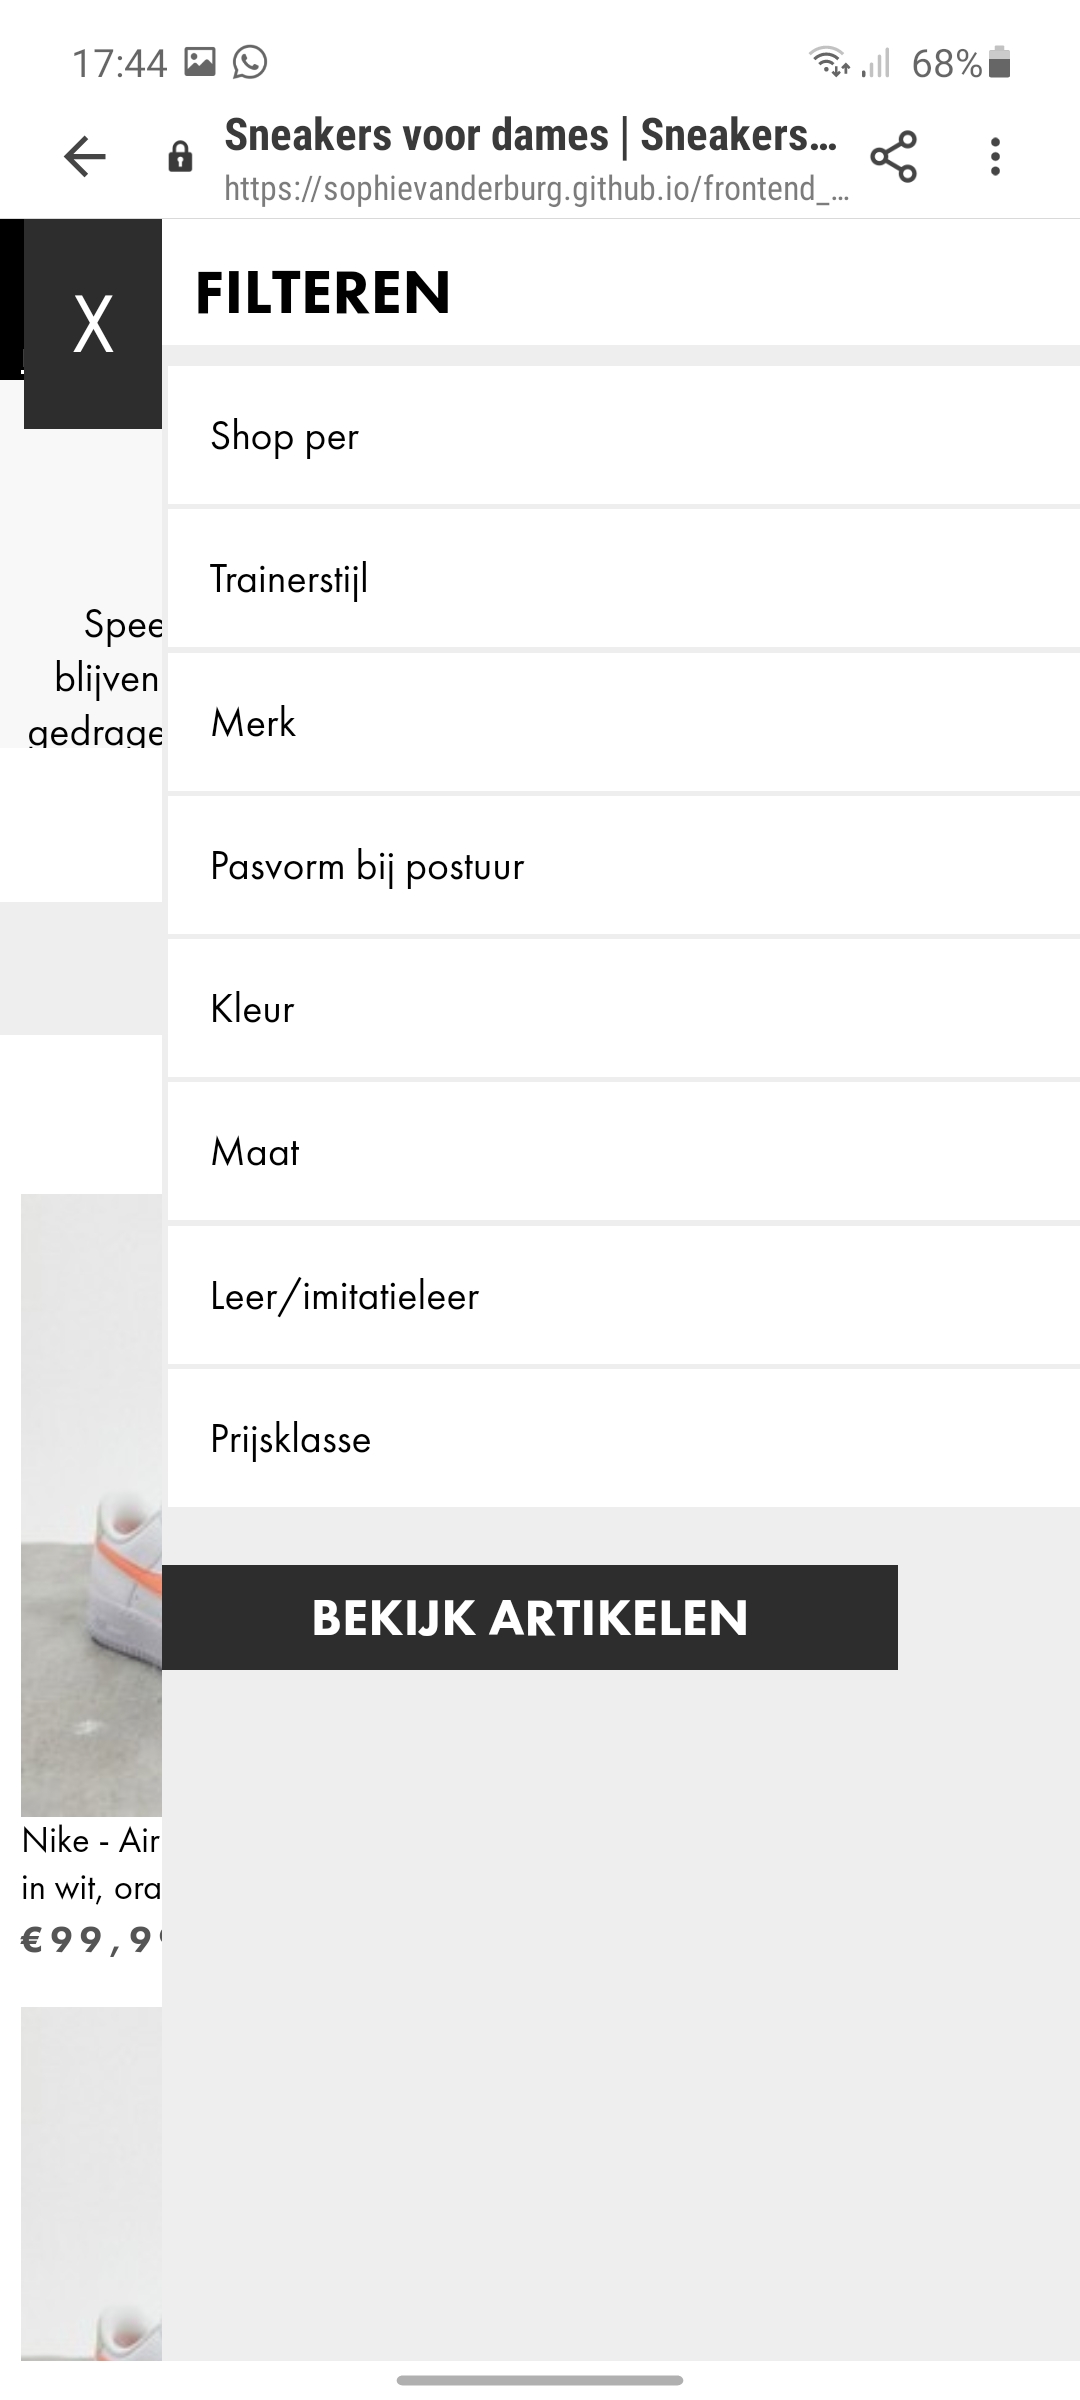 17:44
68%
Sneakers voor dames | Sneakers...
https://sophievanderburg.github.io/frontend_...
X
FILTEREN
Shop per
Trainerstijl
Merk
Pasvorm bij postuur
Kleur
Maat
Leer/imitatieleer
Prijsklasse
BEKIJK ARTIKELEN
Spee
blijven
gedrage
Nike - Air
in wit, ora
€99,9